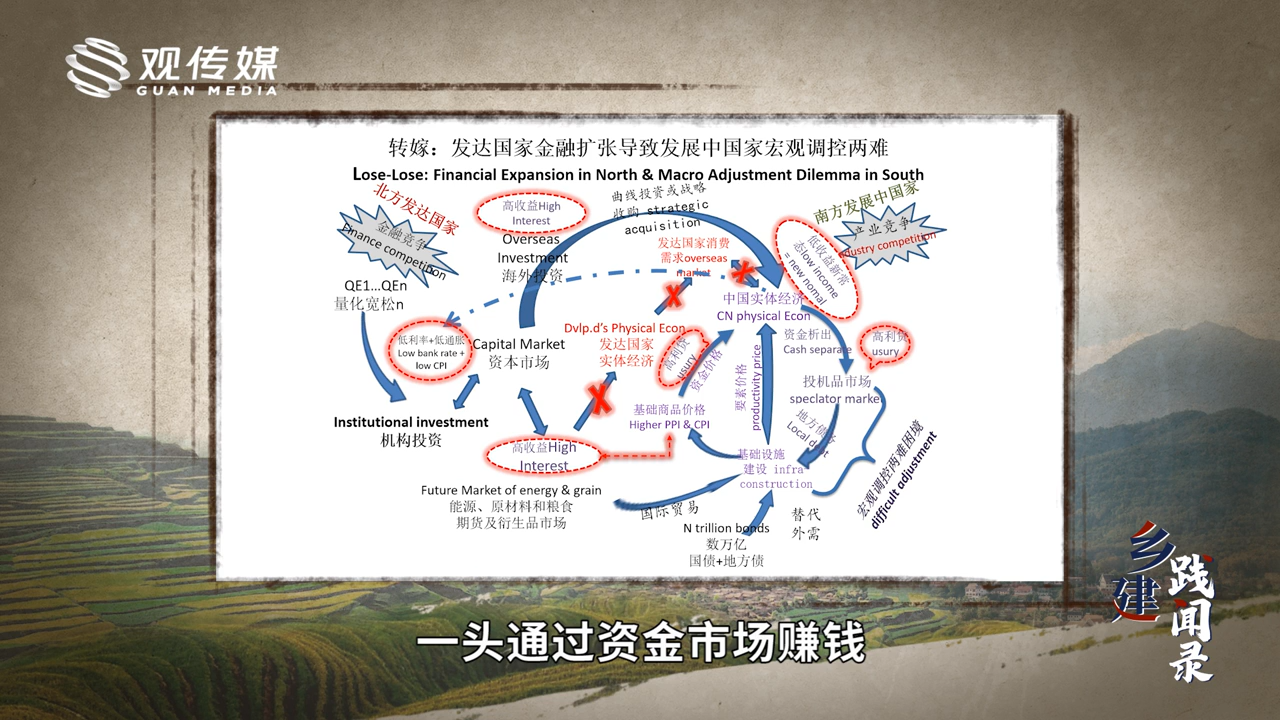 观传媒
GUAN MEDIA
转嫁：发达国家金融扩张导致发展中国家宏观调控两难
Lose-Lose: Financial Expansion in North & Macro Adjustment Dilemma in South
北方发达国家
金融竞争
Finance competition
高收益High
Interest
Overseas
Investment
海外投资
曲线投资或战略
收购 strategic
acquisition
南方发展中国家
产业竞争
industry competition
发达国家消费
需求overseas
market
低收益新常
态low income
= new nomal
QE1...QEn
量化宽松n
中国实体经济
CN physical Econ
低利率+低通胀
Low bank rate +
low CPI
Capital Market
资本市场
Dvlp.d's Physical Econ
发达国家
实体经济
高利贷
usury
资金价格
要素价格
productivity price
资金析出
Cash separate
高利贷
usury
投机品市场
speclator marke
Institutional investment
机构投资
基础商品价格
Higher PPI & CPI
地方债务
Local debt
高收益High
Interest
基础设施
建设 infra
construction
宏观调控两难困境
difficult adjustment
Future Market of energy & grain
能源、原材料和粮食
期货及衍生品市场
国际贸易
N trillion bonds
数万亿
国债+地方债
替代
外需
乡建
践闻录
一头通过资金市场赚钱